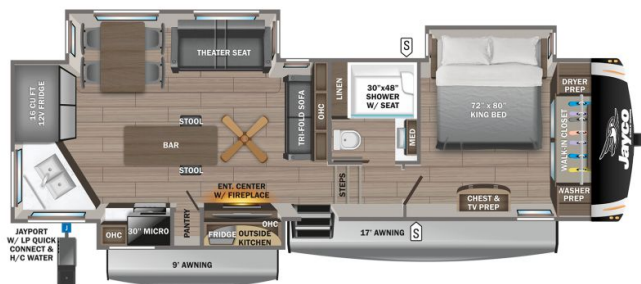 THEATER SEAT
16 CU FT
12V FRIDGE
STOOL
BAR
STOOL
TRI-FOLD SOFA
OHC
LINEN
30"x48"
SHOWER
W/ SEAT
MED
S
72" x 80"
KING BED
DRYER
PREP
WALK-IN CLOSET
WASHER
PREP
Jayco
STEPS
CHEST &
TV PREP
ENT. CENTER
W/ FIREPLACE
OHC
PANTRY
FRIDGE
OUTSIDE
KITCHEN
OHC
30" MICRO
JAYPORT
W/ LP QUICK
CONNECT &
H/C WATER
J
9' AWNING
17' AWNING
S